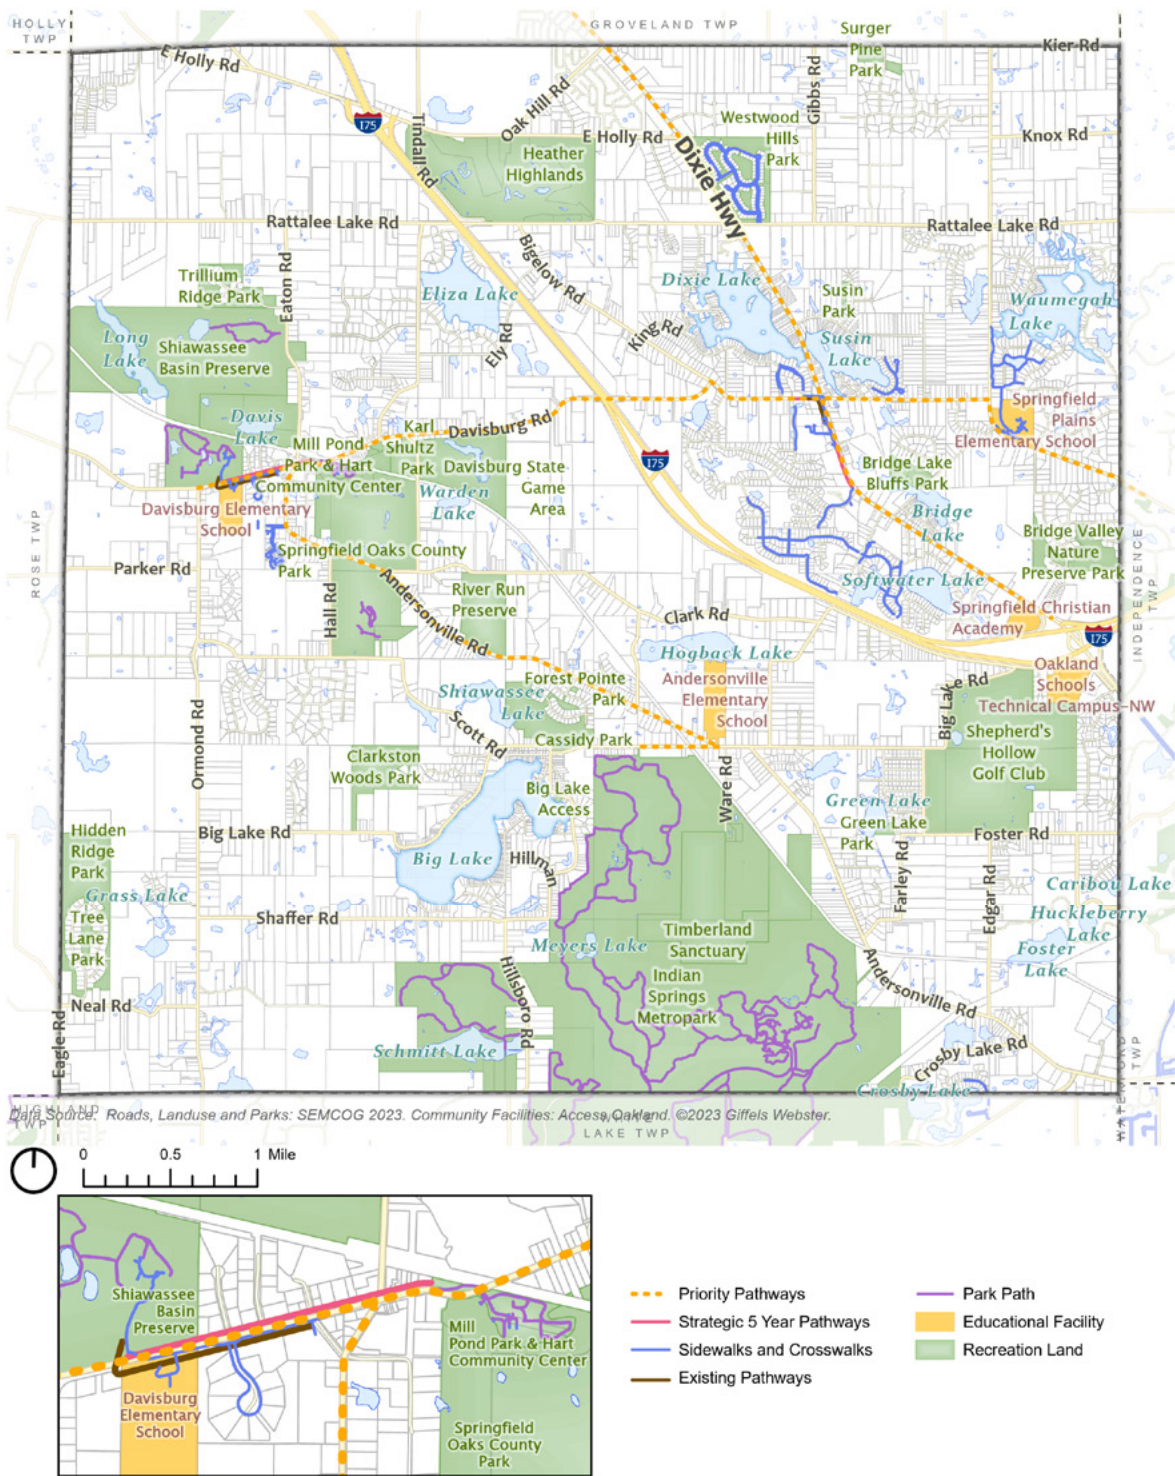 HOLLY
TWP
GROVELAND TWP
Surger
Pine
Park
Kier Rd
E Holly Rd
I75
Tindall Rd
Oak Hill Rd
E Holly Rd
Dixie Hwy
Gibbs Rd
Westwood
Hills
Park
Knox Rd
Heather
Highlands
Rattalee Lake Rd
Rattalee Lake Rd
Trillium
Ridge Park
Eaton Rd
Eliza Lake
Bigelow Rd
Dixie Lake
Susin
Park
Waumegah
Lake
Long
Lake
Shiawassee
Basin Preserve
Ely Rd
King Rd
Susin
Lake
Davis
Lake
Karl
Shultz
Park
Davisburg Rd
Springfield
Plains
Elementary School
Mill Pond
Park & Hart
Community Center
Davisburg State
Game
Area
Warden
Lake
I75
Bridge Lake
Bluffs Park
Bridge
Lake
Davisburg Elementary
School
ROSE TWP
Parker Rd
Springfield Oaks County
Park
Hall Rd
Andersonville Rd
River Run
Preserve
Bridge Valley
Nature
Preserve Park
INDEPENDENCE
TWP
Softwater Lake
Clark Rd
Springfield Christian
Academy
I75
Hogback Lake
Shiawassee
Lake
Forest Pointe
Park
Andersonville
Elementary
School
Oakland
Schools
Technical Campus-NW
Big Lake Rd
Ormond Rd
Scott Rd
Cassidy Park
Shepherd's
Hollow
Golf Club
Clarkston
Woods Park
Big Lake
Access
Ware Rd
Green Lake
Green Lake
Park
Hidden
Ridge
Park
Big Lake Rd
Big Lake
Hillman
Foster Rd
Farley Rd
Edgar Rd
Grass Lake
Caribou Lake
Huckleberry
Lake
Foster
Lake
Tree
Lane
Park
Shaffer Rd
Meyers Lake
Timberland
Sanctuary
Indian
Springs
Metropark
Andersonville Rd
Neal Rd
Eagle Rd
Hillsboro Rd
Schmitt Lake
Crosby Lake Rd
Crosby Lake
WATERFORD TWP
HIGHLAND
TWP
Data Source: Roads, Landuse and Parks: SEMCOG 2023. Community Facilities: Access Oakland. ©2023 Giffels Webster.
WHITE
LAKE TWP
0 0.5 1 Mile
Shiawassee
Basin
Preserve
Mill
Pond Park & Hart
Community Center
Davisburg
Elementary
School
Springfield
Oaks County
Park
Priority Pathways
Strategic 5 Year Pathways
Sidewalks and Crosswalks
Existing Pathways
Park Path
Educational Facility
Recreation Land